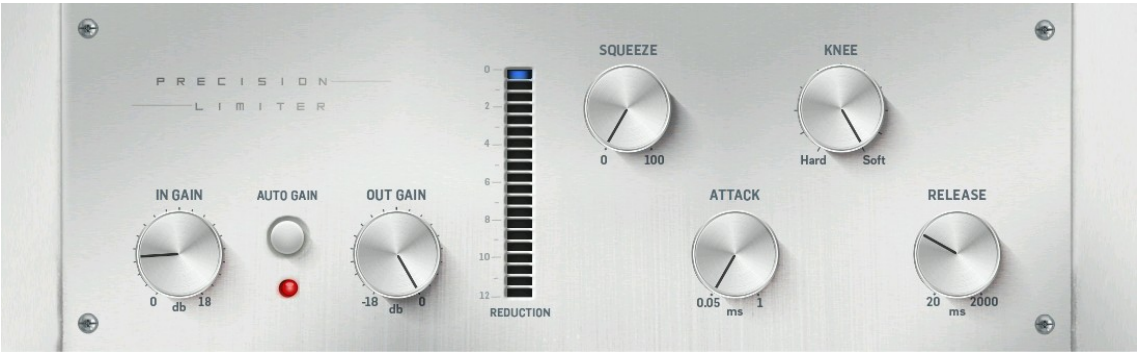 PRECISION
LIMITER
SQUEEZE
0 100
KNEE
Hard Soft
IN GAIN
0 db 18
AUTO GAIN
OUT GAIN
-18 db 0
0
2
4
6
8
10
12
REDUCTION
ATTACK
0.05 ms 1
RELEASE
20 ms 2000